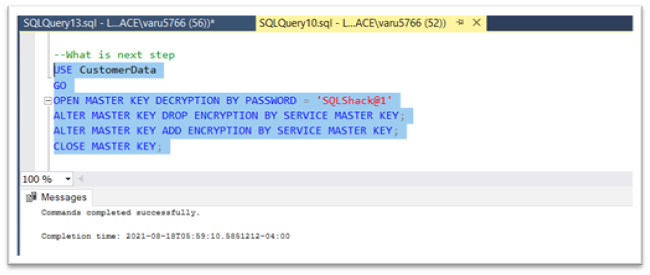 SQLQuery13.sql - L...ACE\varu5766 (56))*
SQLQuery10.sql - L...ACE\varu5766 (52))
--What is next step
USE CustomerData
GO
OPEN MASTER KEY DECRYPTION BY PASSWORD = 'SQLShack@1'
ALTER MASTER KEY DROP ENCRYPTION BY SERVICE MASTER KEY;
ALTER MASTER KEY ADD ENCRYPTION BY SERVICE MASTER KEY;
CLOSE MASTER KEY;
100 %
Messages
Commands completed successfully.
Completion time: 2021-08-18T05:59:10.5851212-04:00